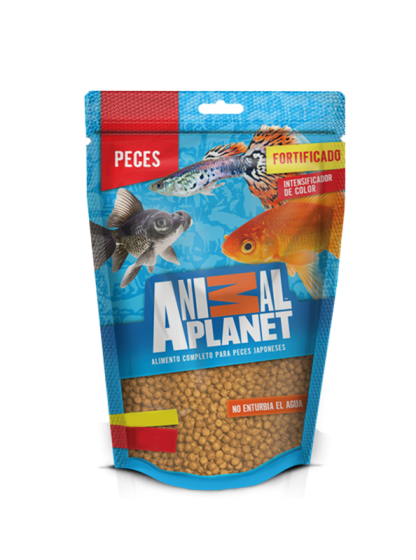 PECES
FORTIFICADO
INTENSIFICADOR
DE COLOR
ANIMAL
PLANET
ALIMENTO COMPLETO PARA PECES JAPONESES
NO ENTURBIA EL AGUA